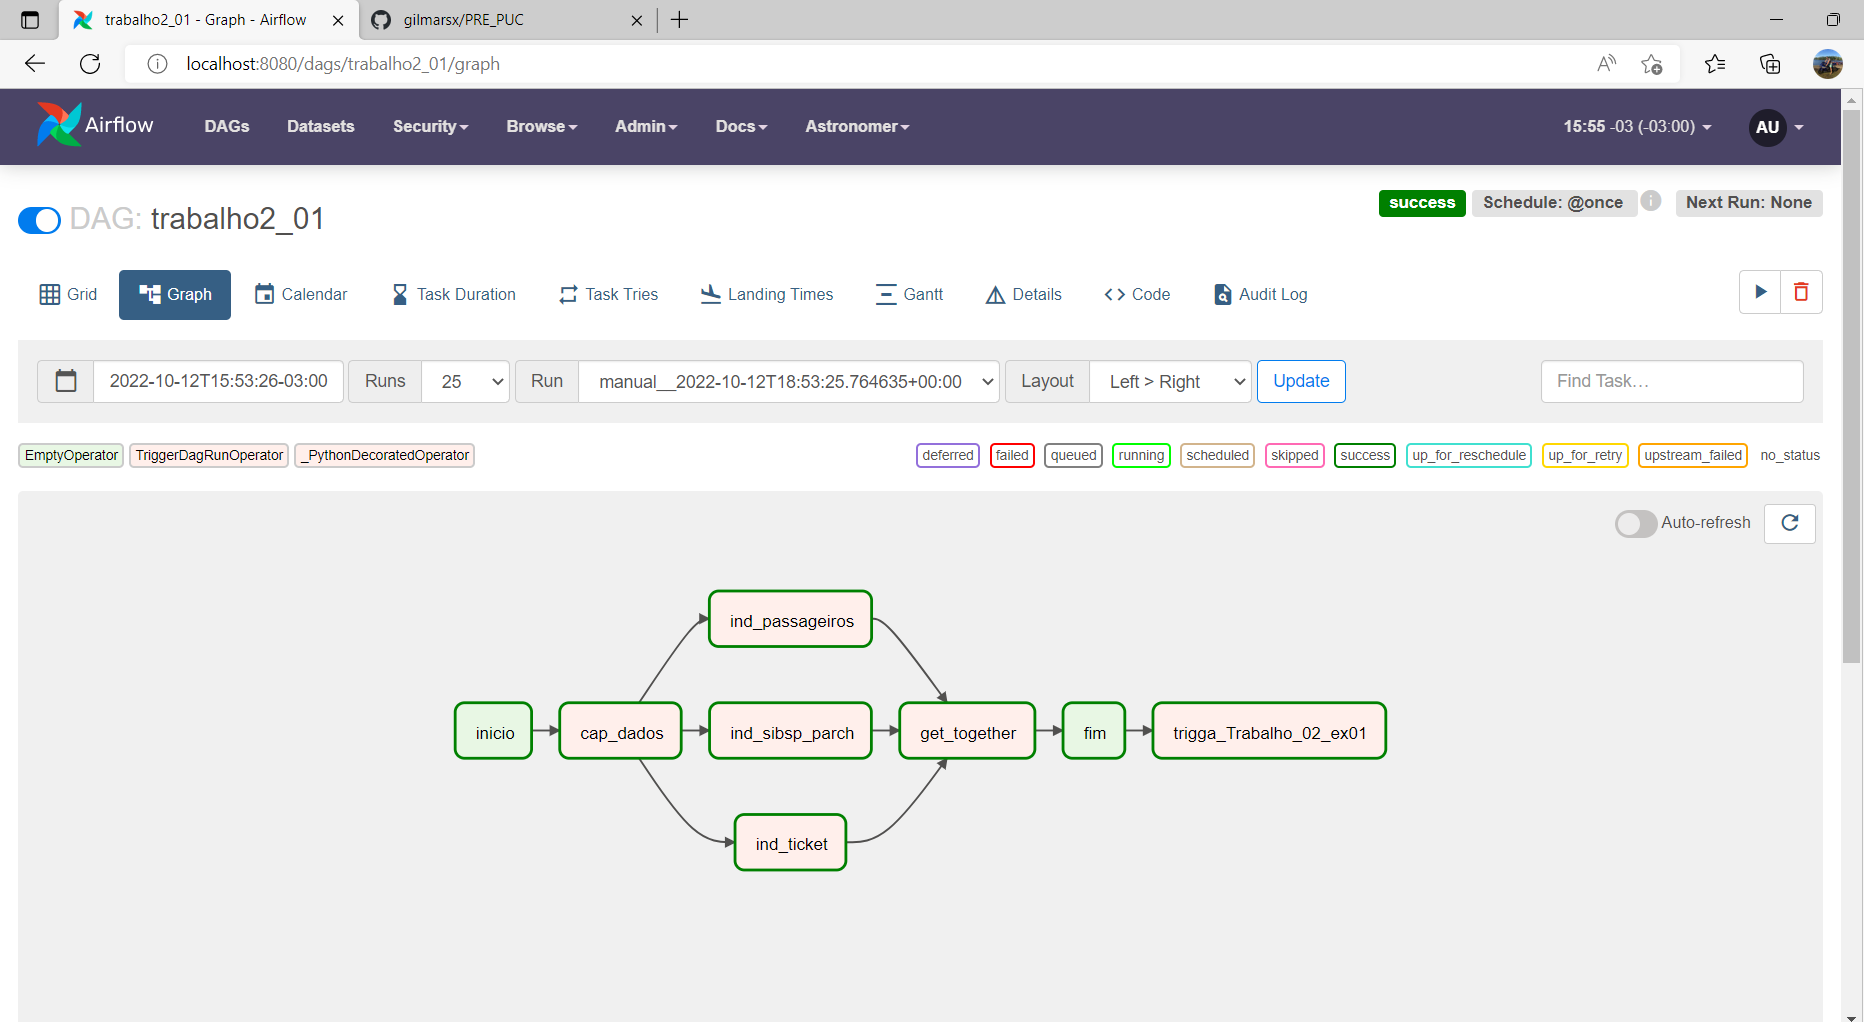 trabalho2_01 - Graph - Airflow
gilmarsx/PRE_PUC
localhost:8080/dags/trabalho2_01/graph
Airflow DAGs Datasets Security Browse Admin Docs Astronomer 15:55 -03 (-03:00) AU
DAG: trabalho2_01
success Schedule: @once Next Run: None
Grid Graph Calendar Task Duration Task Tries Landing Times Gantt Details Code Audit Log
2022-10-12T15:53:26-03:00 Runs 25 Run manual__2022-10-12T18:53:25.764635+00:00 Layout Left > Right Update Find Task…
EmptyOperator TriggerDagRunOperator _PythonDecoratedOperator
deferred failed queued running scheduled skipped success up_for_reschedule up_for_retry upstream_failed no_status
Auto-refresh
ind_passageiros
inicio cap_dados ind_sibsp_parch get_together fim trigga_Trabalho_02_ex01
ind_ticket